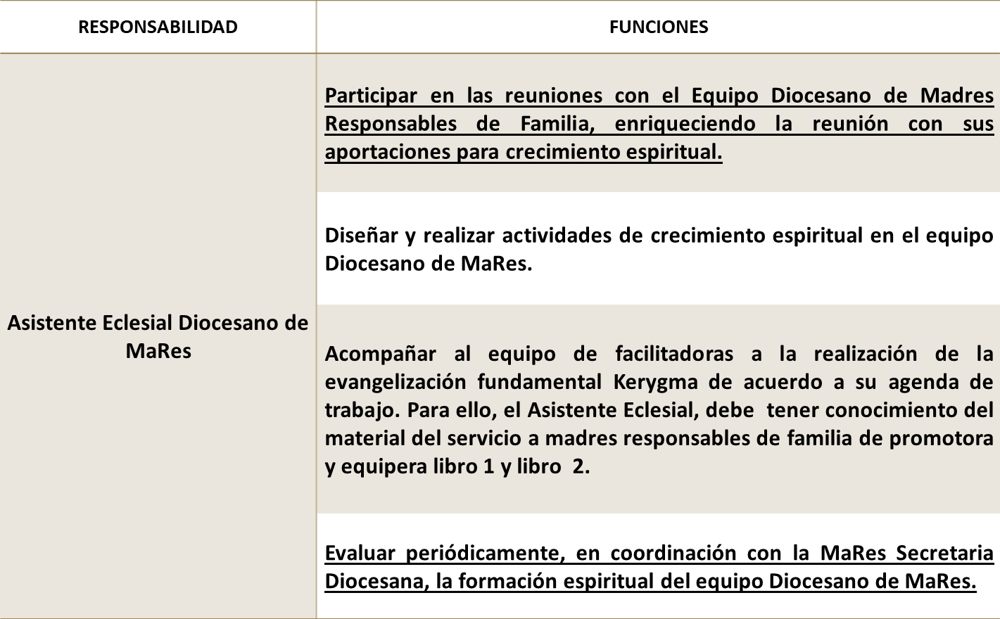 RESPONSABILIDAD
FUNCIONES
Asistente Eclesial Diocesano de
MaRes
Participar en las reuniones con el Equipo Diocesano de Madres
Responsables de Familia, enriqueciendo la reunión con sus
aportaciones para crecimiento espiritual.
Diseñar y realizar actividades de crecimiento espiritual en el equipo
Diocesano de MaRes.
Acompañar al equipo de facilitadoras a la realización de la
evangelización fundamental Kerygma de acuerdo a su agenda de
trabajo. Para ello, el Asistente Eclesial, debe  tener conocimiento del
material del servicio a madres responsables de familia de promotora
y equipera libro 1 y libro  2.
Evaluar periódicamente, en coordinación con la MaRes Secretaria
Diocesana, la formación espiritual del equipo Diocesano de MaRes.